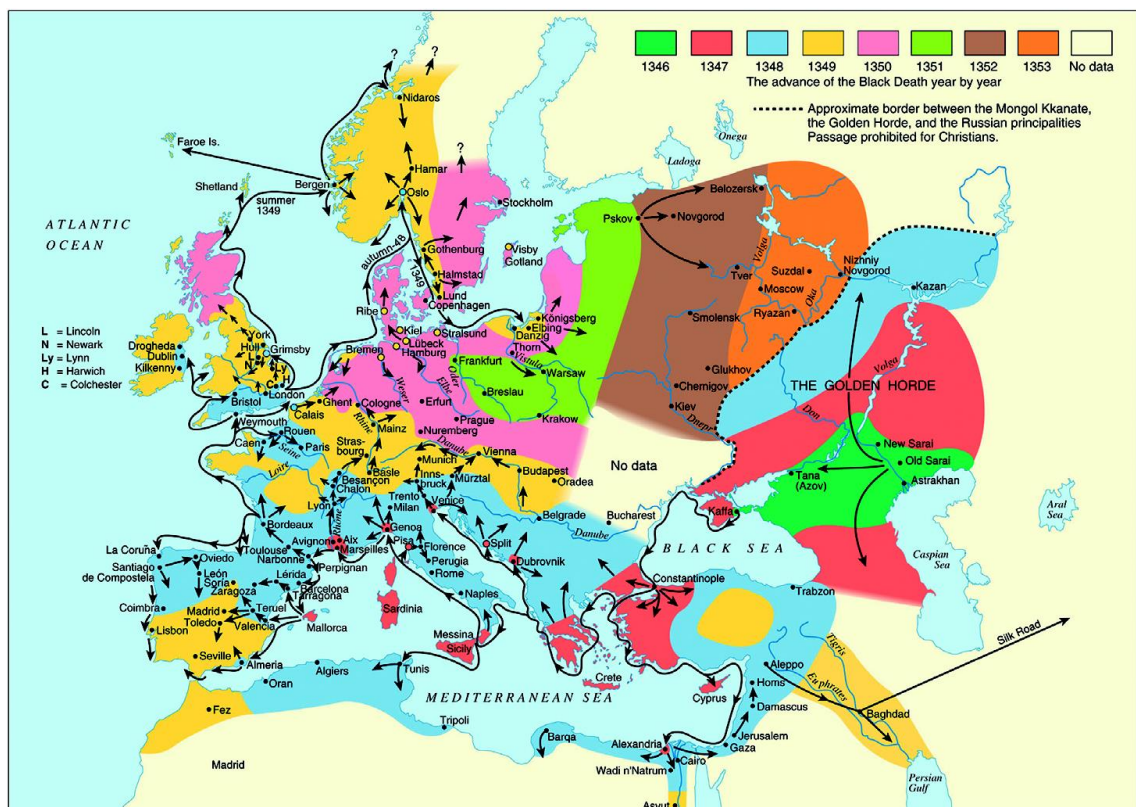 1346 1347 1348 1349 1350 1351 1352 1353 No data
The advance of the Black Death year by year
Approximate border between the Mongol Kkanate,
the Golden Horde, and the Russian principalities
Passage prohibited for Christians.
?
?
Nidaros
Onega
Ladoga
Faroe Is.
?
Hamar
Shetland
Bergen
Oslo
Belozersk
summer
1349
Stockholm
Pskov
Novgorod
ATLANTIC
OCEAN
autumn-48
1349
Gothenburg
Visby
Gotland
Volga
Suzdal
Nizhniy
Novgorod
Tver
Halmstad
Moscow
Oka
Kazan
Lund
Copenhagen
Ribe
Ryazan
Königsberg
Smolensk
L = Lincoln
N = Newark
Ly = Lynn
H = Harwich
C = Colchester
York
Hull
Grimsby
L
N
Ly
H
C
Drogheda
Dublin
Kilkenny
Kiel
Stralsund
Lübeck
Hamburg
Bremen
Elbing
Danzig
Thorn
Vistula
Frankfurt
Oder
Warsaw
Glukhov
Volga
THE GOLDEN HORDE
Bristol
London
Weser
Elbe
Breslau
Chernigov
Calais
Ghent
Cologne
Erfurt
Krakow
Kiev
Don
Weymouth
Rhine
Prague
Dnepr
Rouen
Mainz
Nuremberg
New Sarai
Caen
Seine
Paris
Stras-
bourg
Danube
Vienna
Old Sarai
Loire
Munich
No data
Tana
(Azov)
Basle
Besançon
Inns-
bruck
Mürztal
Budapest
Oradea
Astrakhan
Chalon
Trento
Venice
Lyon
Milan
Kaffa
Aral
Sea
Belgrade
Bucharest
Bordeaux
Rhône
Genoa
Danube
Avignon
Aix
Pisa
Split
BLACK SEA
La Coruña
Oviedo
Toulouse
Marseilles
Florence
Caspian
Sea
Narbonne
Santiago
de Compostela
Perpignan
Perugia
Dubrovnik
León
Rome
Constantinople
Soria
Lérida
Barcelona
Trabzon
Zaragoza
Tarragona
Naples
Coimbra
Sardinia
Madrid
Teruel
Toledo
Valencia
Mallorca
Silk Road
Lisbon
Messina
Sicily
Tigris
Seville
Almeria
Aleppo
Algiers
Tunis
Oran
Crete
Homs
Euphrates
MEDITERRANEAN SEA
Cyprus
Fez
Damascus
Baghdad
Tripoli
Barqa
Jerusalem
Alexandria
Gaza
Cairo
Madrid
Wadi n'Natrum
Persian
Gulf
Asyut